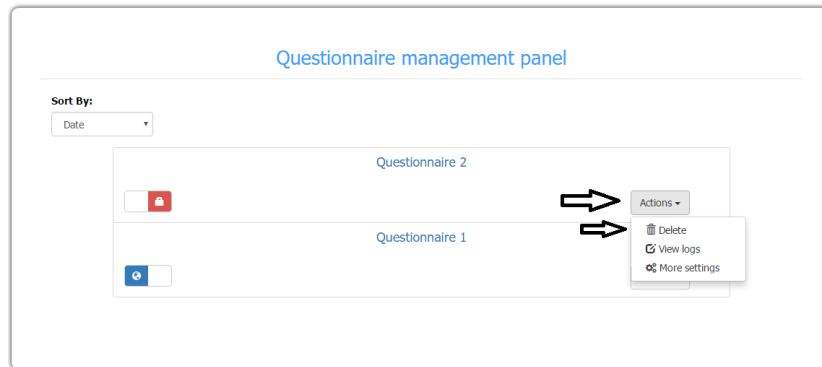 Questionnaire management panel
Sort By:
Date
Questionnaire 2
Actions
Delete
Questionnaire 1
View logs
More settings